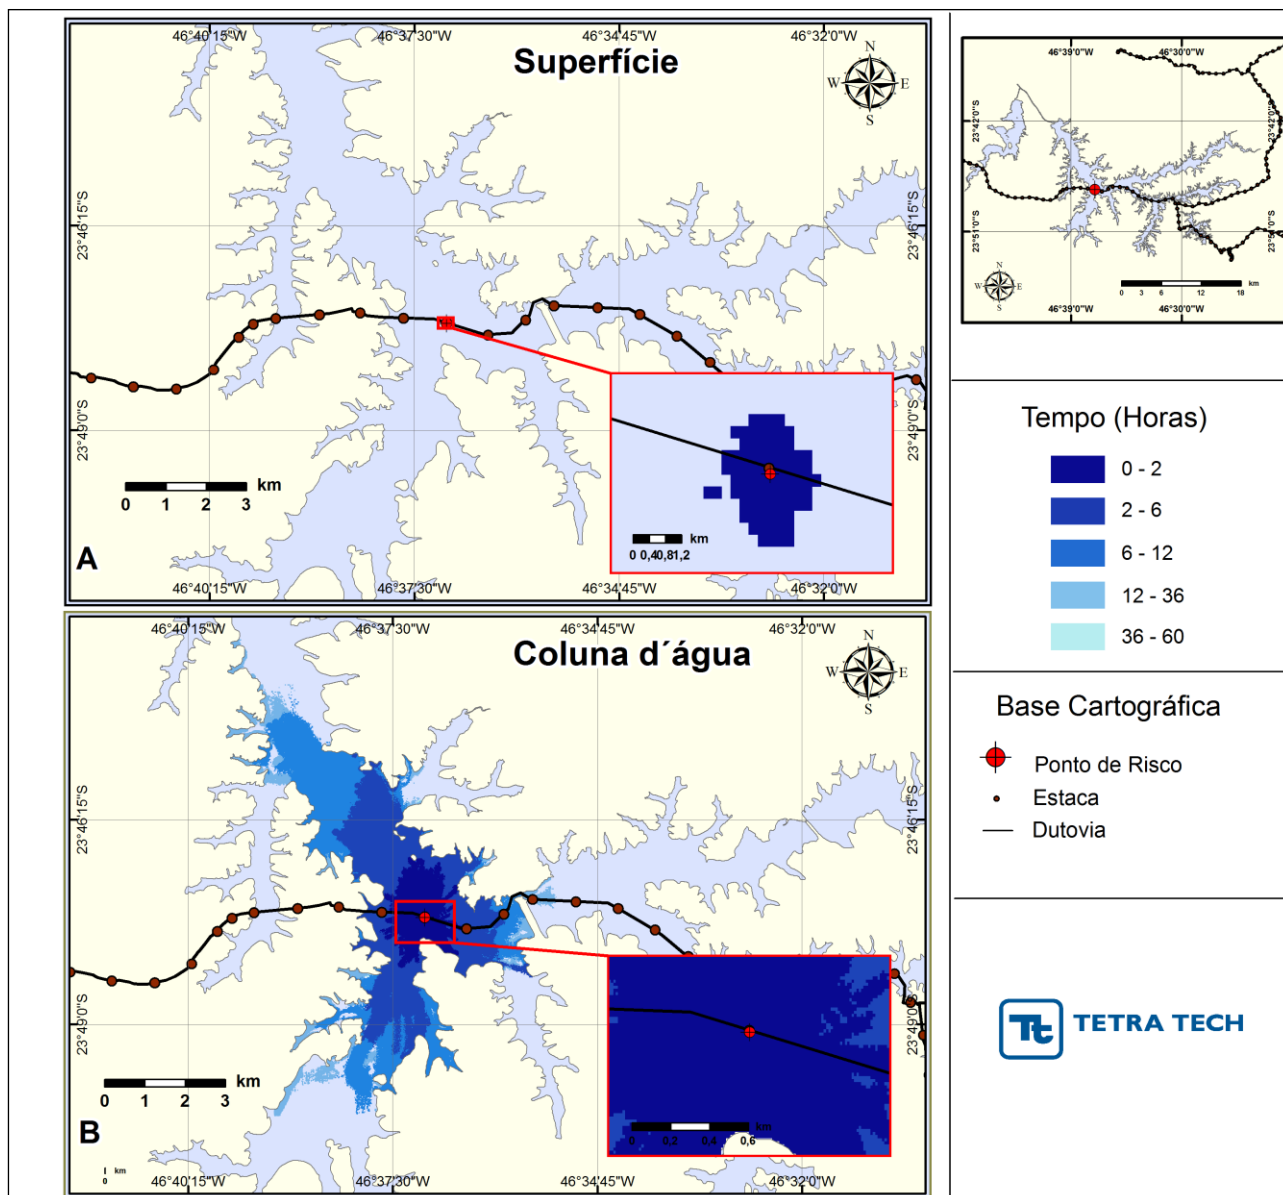 46°40'15"W 46°37'30"W 46°34'45"W 46°32'0"W
Superfície
N
W E
S
23°46'15"S 23°46'15"S
23°49'0"S 23°49'0"S
km
0 1 2 3
km
0 0,40,81,2
A
46°40'15"W 46°37'30"W 46°34'45"W 46°32'0"W
46°40'15"W 46°37'30"W 46°34'45"W 46°32'0"W
Coluna d´água
N
W E
S
23°46'15"S 23°46'15"S
23°49'0"S 23°49'0"S
km
0 1 2 3
km
0 0,2 0,4 0,6
B
km
0
46°40'15"W 46°37'30"W 46°34'45"W 46°32'0"W
46°39'0"W 46°30'0"W
23°42'0"S 23°42'0"S
23°51'0"S 23°51'0"S
N
W E
S
km
0 3 6 12 18
46°39'0"W 46°30'0"W
Tempo (Horas)
0 - 2
2 - 6
6 - 12
12 - 36
36 - 60
Base Cartográfica
Ponto de Risco
Estaca
Dutovia
Tt TETRA TECH